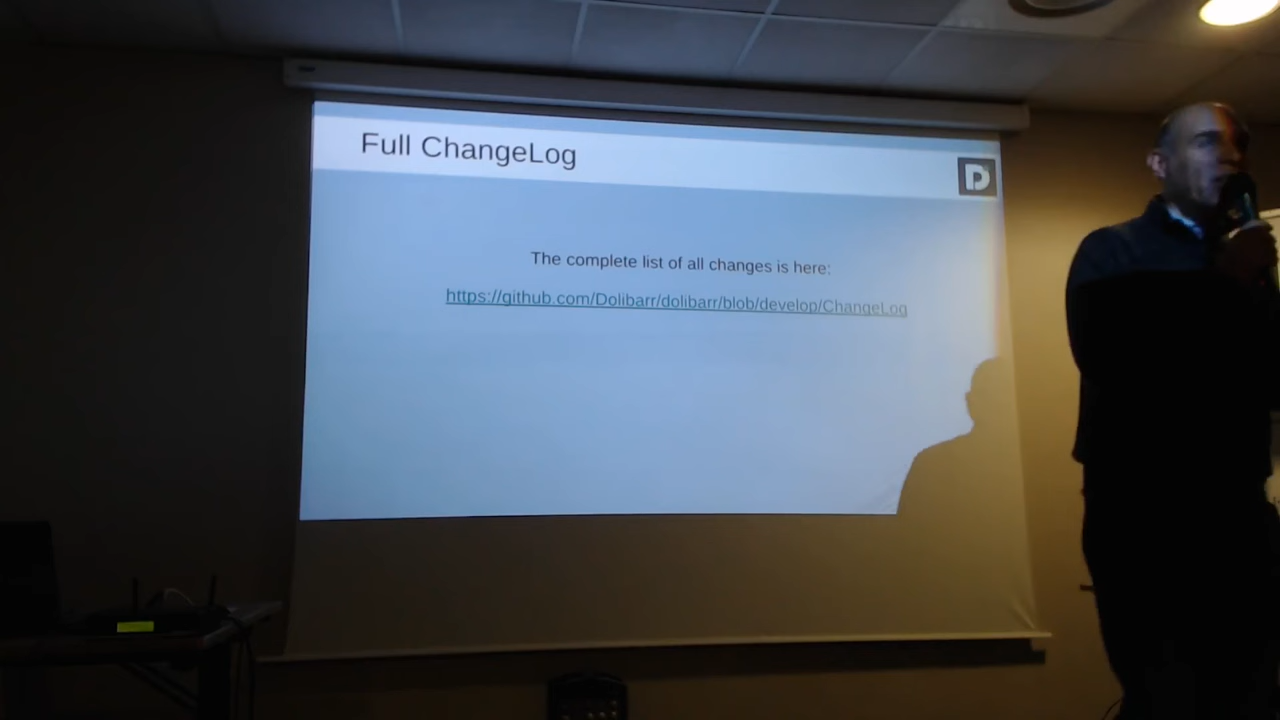 Full ChangeLog
D
The complete list of all changes is here:
https://github.com/Dolibarr/dolibarr/blob/develop/ChangeLog